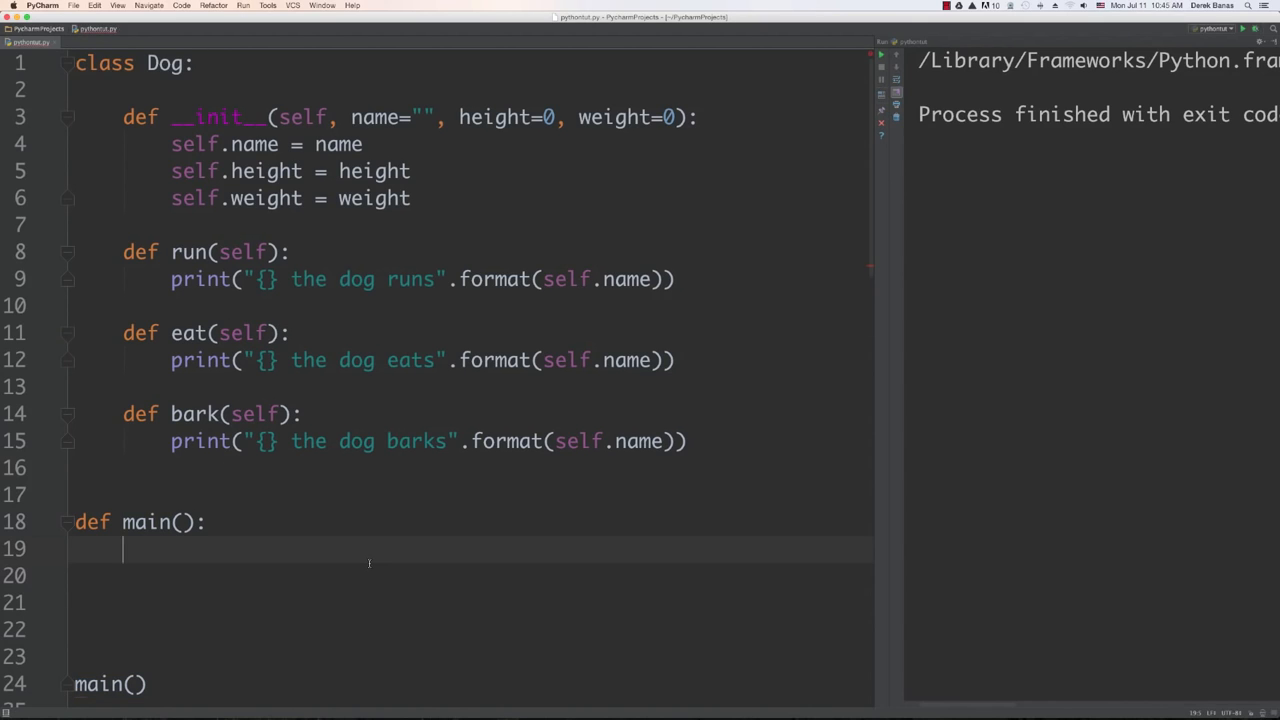 PyCharm File Edit View Navigate Code Refactor Run Tools VCS Window Help 10 Mon Jul 11 10:45 AM Derek Banas
pythontut.py - PycharmProjects - [~/PycharmProjects]
PycharmProjects pythontut.py pythontut
pythontut.py Run pythontut
1 class Dog:
2
3 def __init__(self, name="", height=0, weight=0):
4 self.name = name
5 self.height = height
6 self.weight = weight
7
8 def run(self):
9 print("{} the dog runs".format(self.name))
10
11 def eat(self):
12 print("{} the dog eats".format(self.name))
13
14 def bark(self):
15 print("{} the dog barks".format(self.name))
16
17
18 def main():
19
20
21
22
23
24 main()
/Library/Frameworks/Python.fra
Process finished with exit cod
19:5 LF÷ UTF-8÷